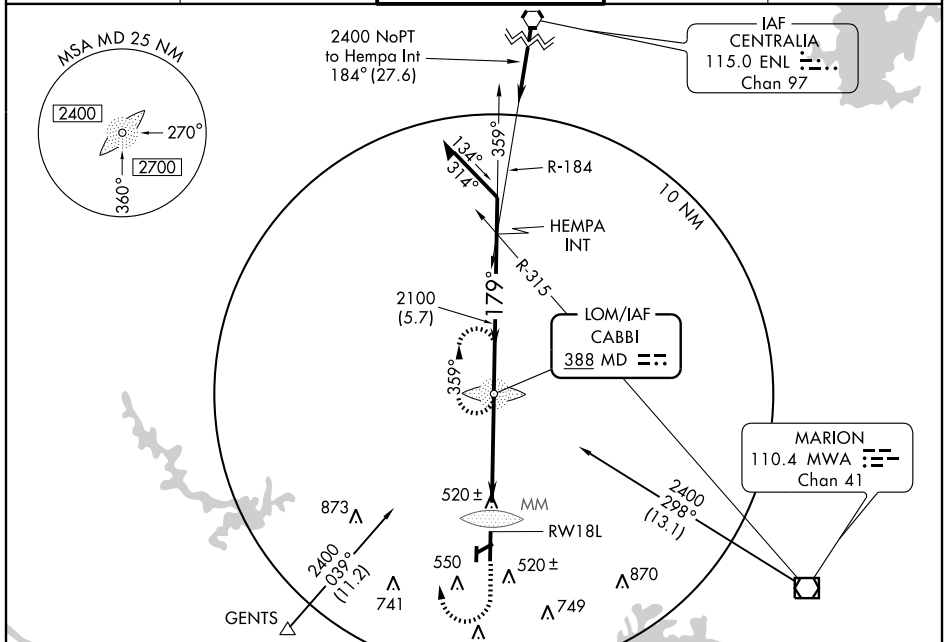 MSA MD 25 NM
2400
270°
2700
360°
2400 NoPT
to Hempa Int
184° (27.6)
IAF
CENTRALIA
115.0 ENL
Chan 97
134°
314°
359°
R-184
10 NM
HEMPA
INT
R-315
179°
2100
(5.7)
LOM/IAF
CABBI
388 MD
359°
MARION
110.4 MWA
Chan 41
2400
298°
(13.1)
520 ±
MM
RW18L
873
2400
039°
(11.2)
GENTS
741
550
520 ±
749
870